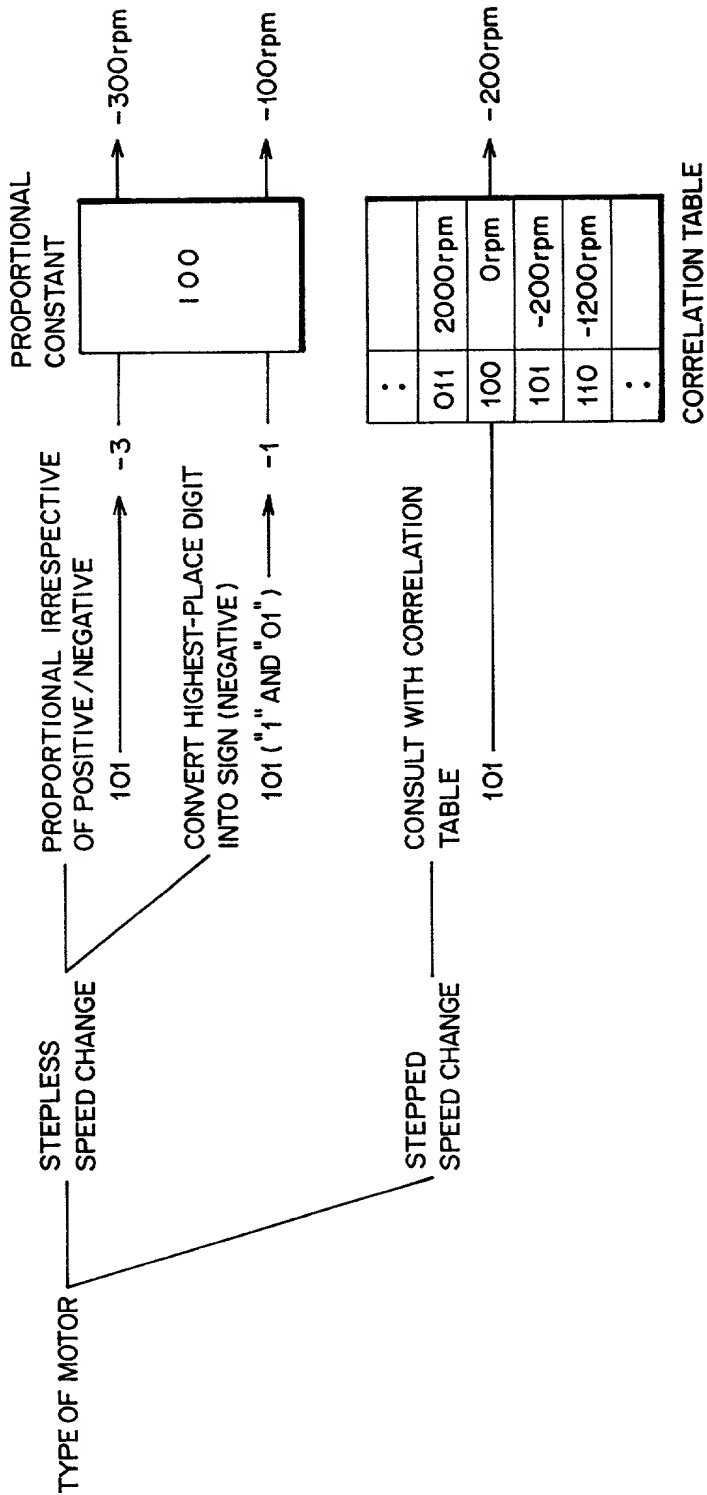 TYPE OF MOTOR
STEPLESS
SPEED CHANGE
PROPORTIONAL IRRESPECTIVE
OF POSITIVE/NEGATIVE
101 -3
CONVERT HIGHEST-PLACE DIGIT
INTO SIGN (NEGATIVE)
101 ("1" AND "01") -1
PROPORTIONAL
CONSTANT
100
-300rpm
-100rpm
STEPPED
SPEED CHANGE
CONSULT WITH CORRELATION
TABLE
101
:
011 2000rpm
100 0rpm
101 -200rpm
110 -1200rpm
:
-200rpm
CORRELATION TABLE